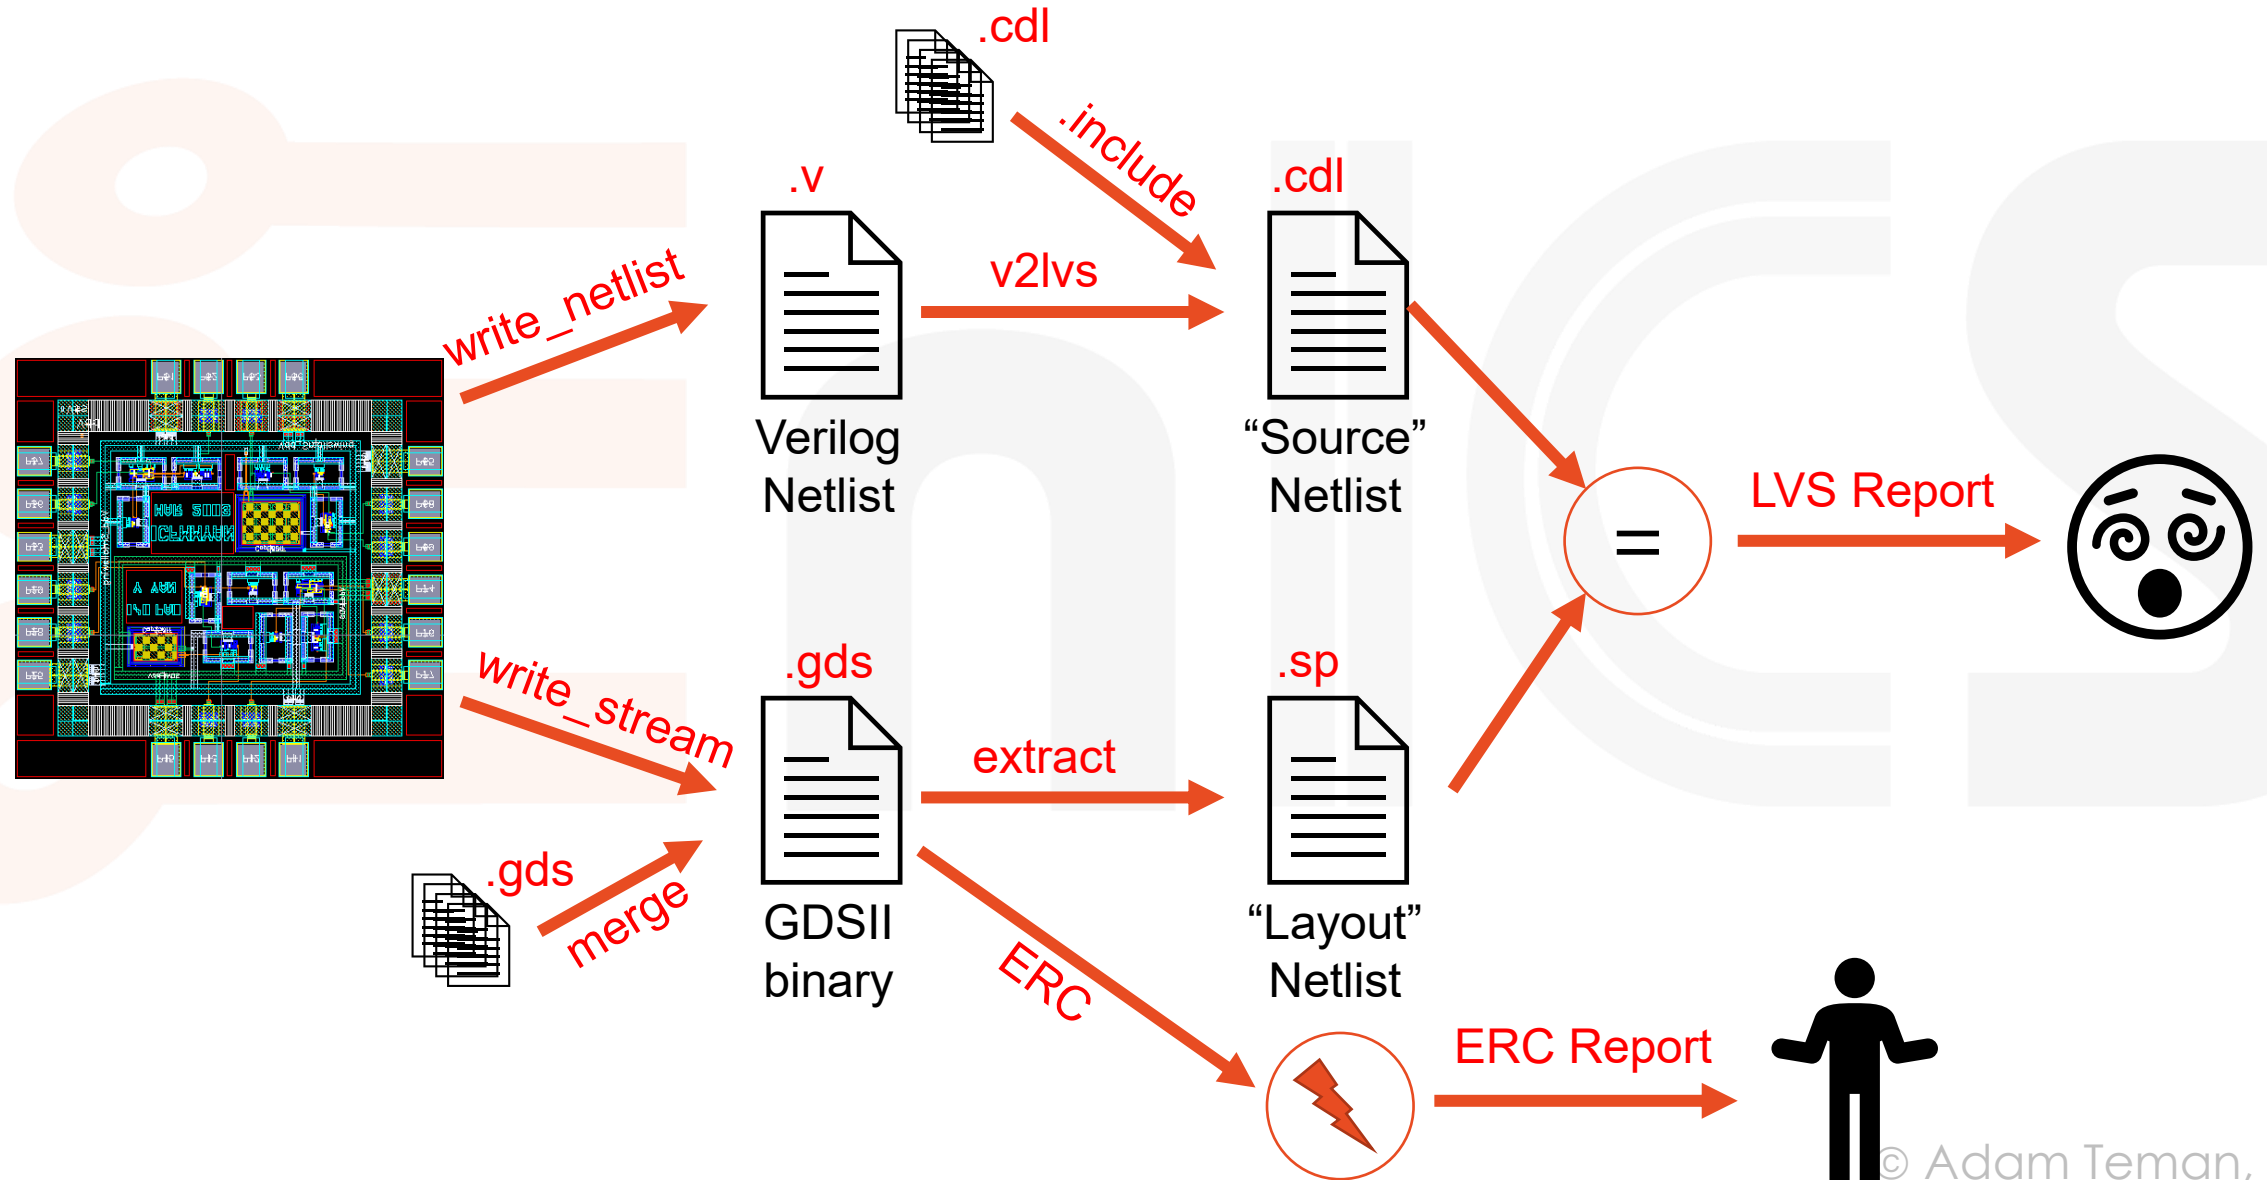 .cdl
.include
.v
.cdl
write_netlist
v2lvs
Verilog
Netlist
“Source”
Netlist
=
LVS Report
write_stream
.gds
extract
.sp
.gds
merge
GDSII
binary
“Layout”
Netlist
ERC
ERC Report
© Adam Teman,
nICS